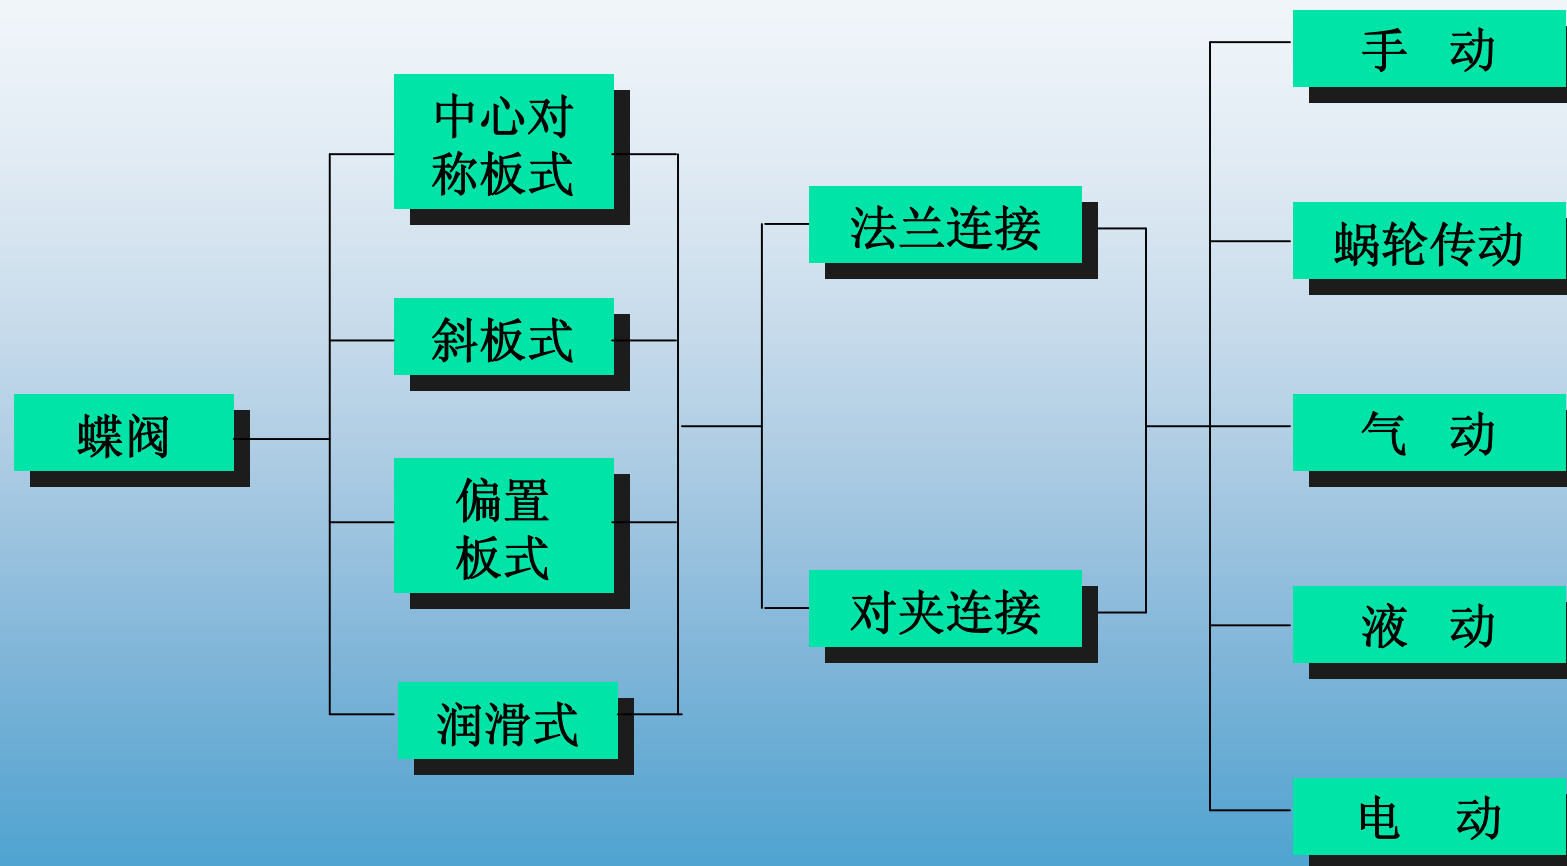 蝶阀
中心对
称板式
斜板式
偏置
板式
润滑式
法兰连接
对夹连接
手 动
蜗轮传动
气 动
液 动
电 动